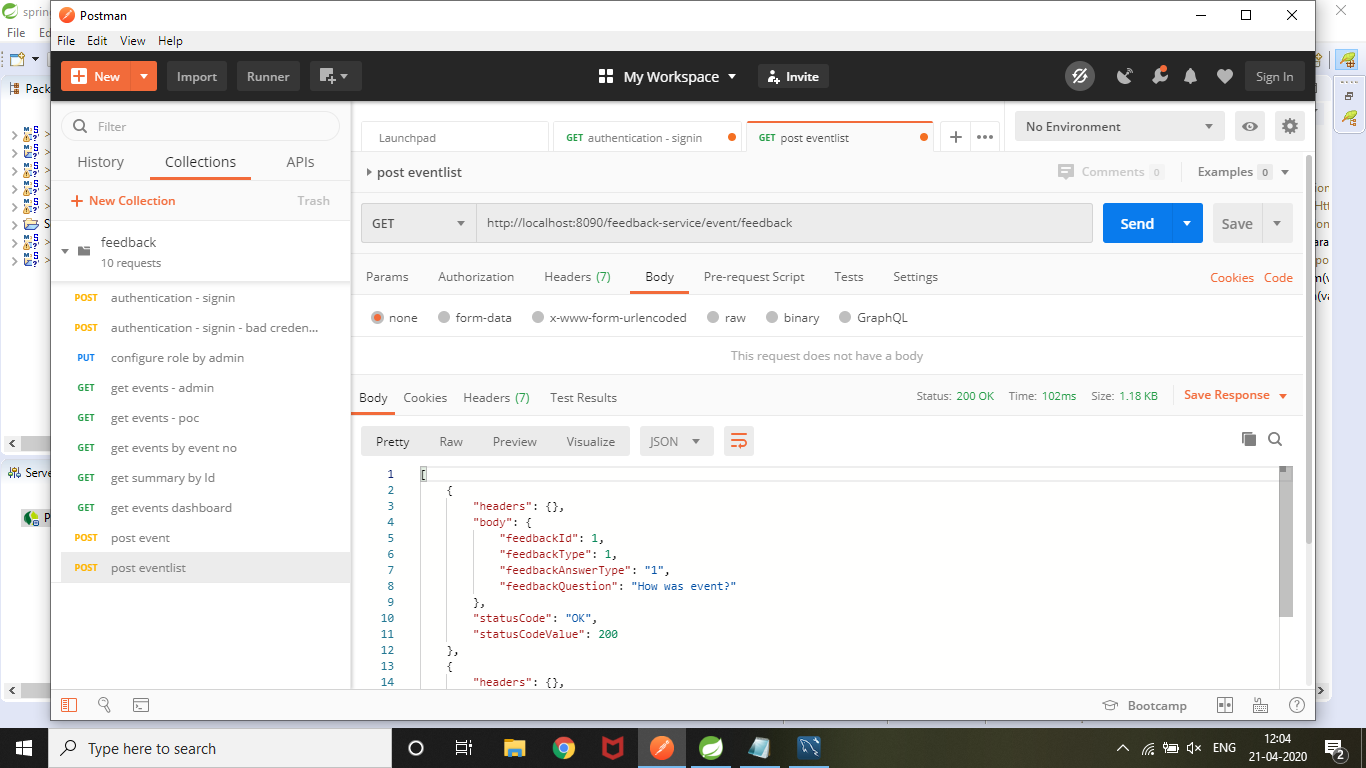 sprin
Postman
File Ed
File Edit View Help
New Import Runner My Workspace Invite Sign In
Pack
Filter
Launchpad GET authentication - signin GET post eventlist No Environment
History Collections APIs
post eventlist Comments 0 Examples 0
+ New Collection Trash
GET http://localhost:8090/feedback-service/event/feedback Send Save
feedback
10 requests
Params Authorization Headers (7) Body Pre-request Script Tests Settings Cookies Code
POST authentication - signin
none form-data x-www-form-urlencoded raw binary GraphQL
POST authentication - signin - bad creden...
PUT configure role by admin
This request does not have a body
GET get events - admin
Body Cookies Headers (7) Test Results Status: 200 OK Time: 102ms Size: 1.18 KB Save Response
GET get events - poc
GET get events by event no
Pretty Raw Preview Visualize JSON
GET get summary by Id
GET get events dashboard
POST post event
POST post eventlist
1 [
2 {
3 "headers": {},
4 "body": {
5 "feedbackId": 1,
6 "feedbackType": 1,
7 "feedbackAnswerType": "1",
8 "feedbackQuestion": "How was event?"
9 },
10 "statusCode": "OK",
11 "statusCodeValue": 200
12 },
13 {
14 "headers": {},
Serve
Bootcamp
Type here to search
ENG
12:04
21-04-2020
2